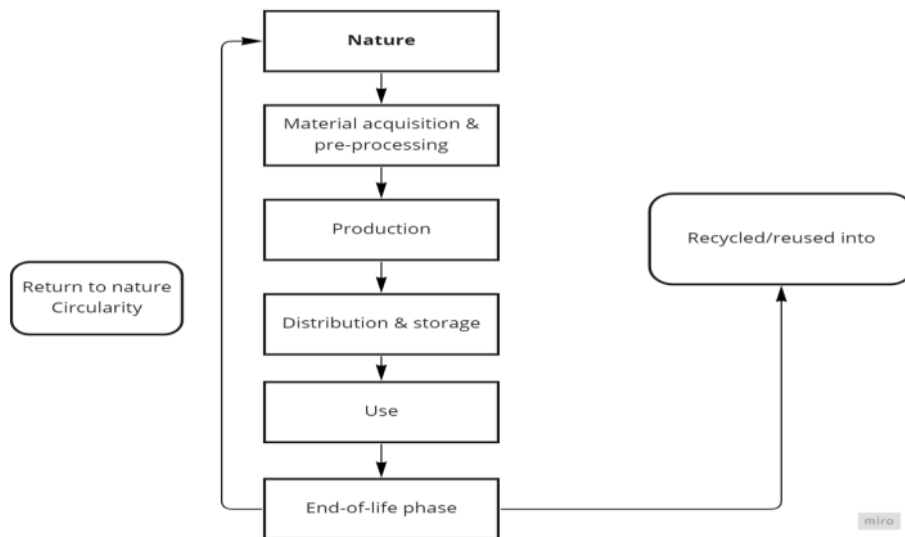 Nature
Material acquisition &
pre-processing
Production
Recycled/reused into
Return to nature
Circularity
Distribution & storage
Use
End-of-life phase
miro